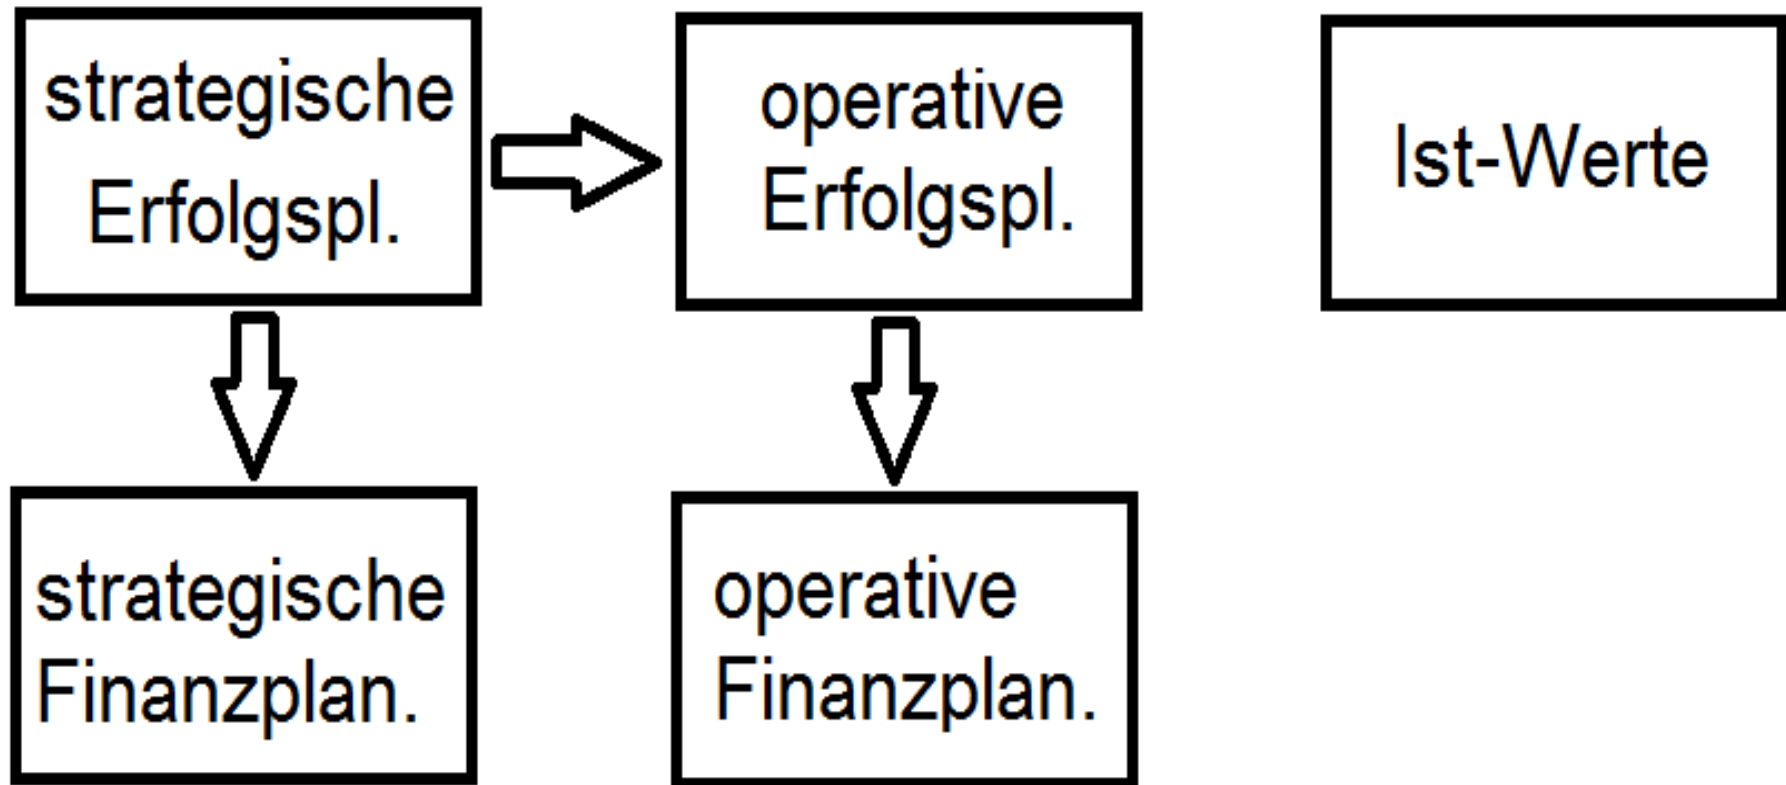 strategische
Erfolgspl.
operative
Erfolgspl.
Ist-Werte
strategische
Finanzplan.
operative
Finanzplan.